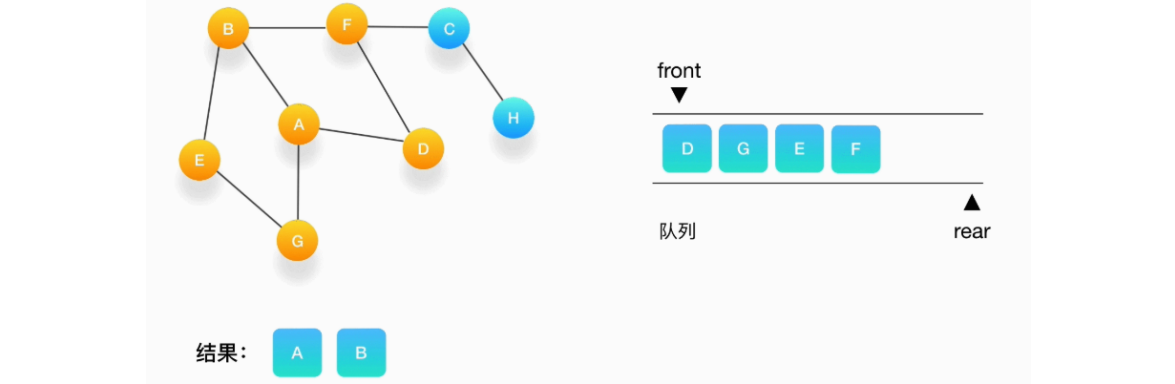 B F C
front
A H
D
D G E F
E
队列 rear
G
结果： A B